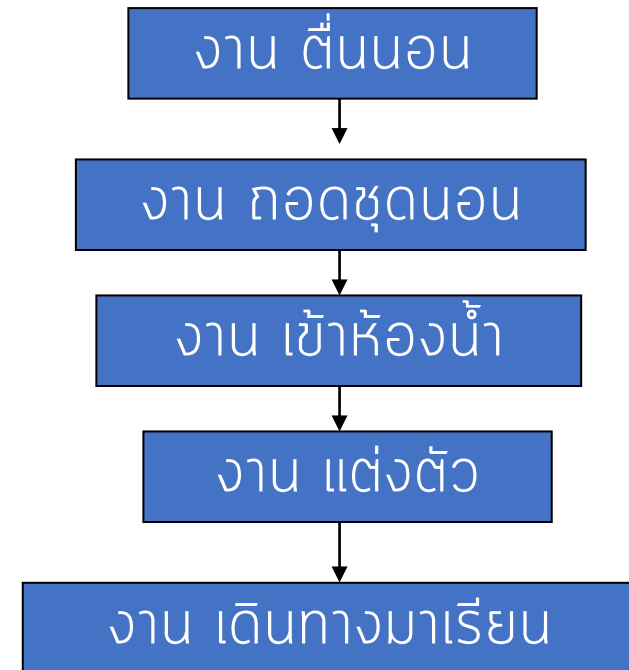 งาน ตื่นนอน
งาน ถอดชุดนอน
งาน เข้าห้องน้ำ
งาน แต่งตัว
งาน เดินทางมาเรียน